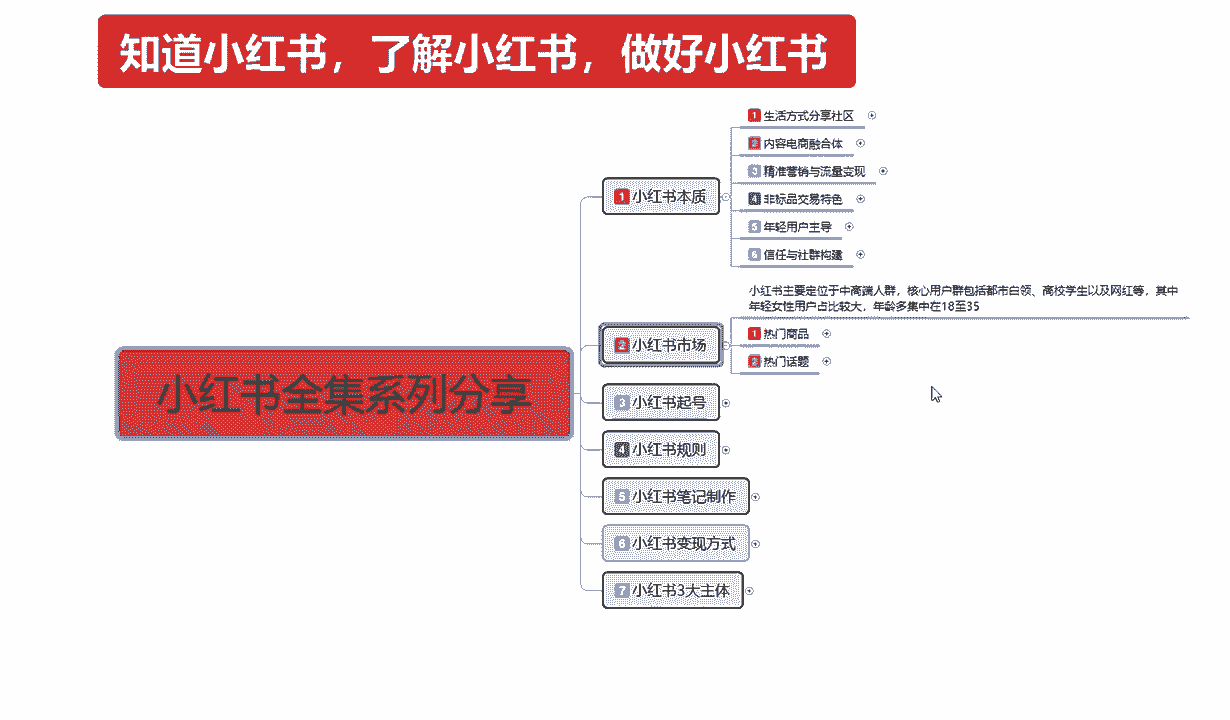 知道小红书，了解小红书，做好小红书
小红书全集系列分享
1 小红书本质
1 生活方式分享社区
2 内容电商融合体
3 精准营销与流量变现
4 非标品交易特色
5 年轻用户主导
6 信任与社群构建
2 小红书市场
小红书主要定位于中高端人群，核心用户群包括都市白领、高校学生以及网红等，其中
年轻女性用户占比较大，年龄多集中在18至35
1 热门商品
2 热门话题
3 小红书起号
4 小红书规则
5 小红书笔记制作
6 小红书变现方式
7 小红书3大主体